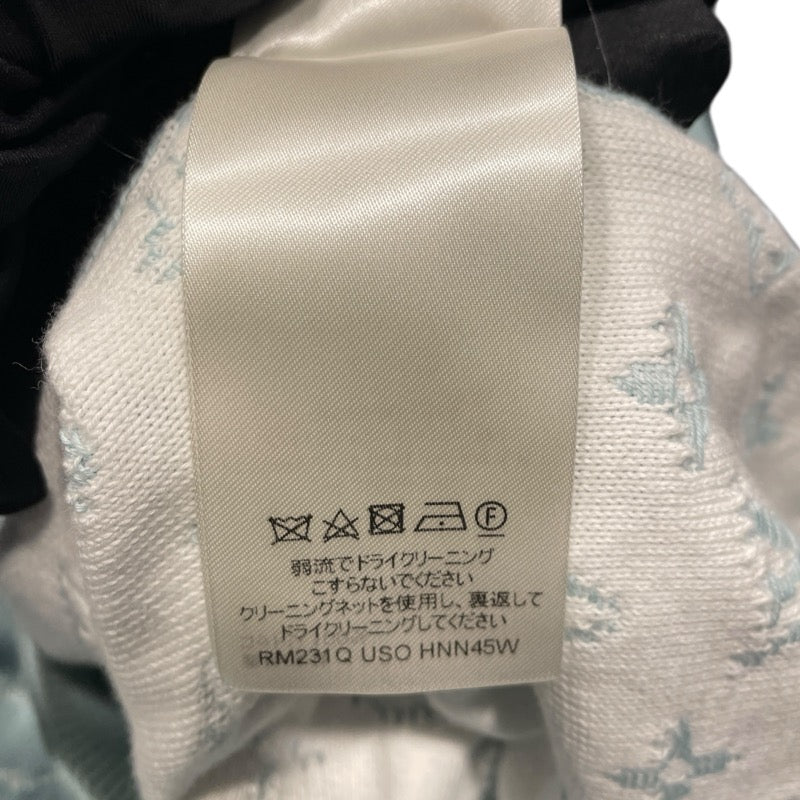 F
弱流でドライクリーニング
こすらないでください
クリーニングネットを使用し、裏返して
ドライクリーニングしてください
RM231Q USO HNN45W